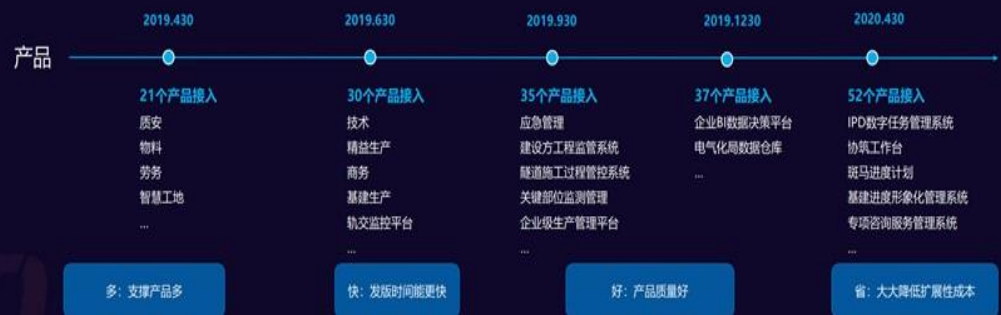 2019.430
2019.630
2019.930
2019.1230
2020.430
产品
21个产品接入
质安
物料
劳务
智慧工地
...
30个产品接入
技术
精益生产
商务
基建生产
轨交监控平台
...
35个产品接入
应急管理
建设方工程监管系统
隧道施工过程管控系统
关键部位监测管理
企业级生产管理平台
...
37个产品接入
企业BI数据决策平台
电气化局数据仓库
...
52个产品接入
IPD数字任务管理系统
协筑工作台
斑马进度计划
基建进度形象化管理系统
专项咨询服务管理系统
...
多：支撑产品多
快：发版时间能更快
好：产品质量好
省：大大降低扩展性成本